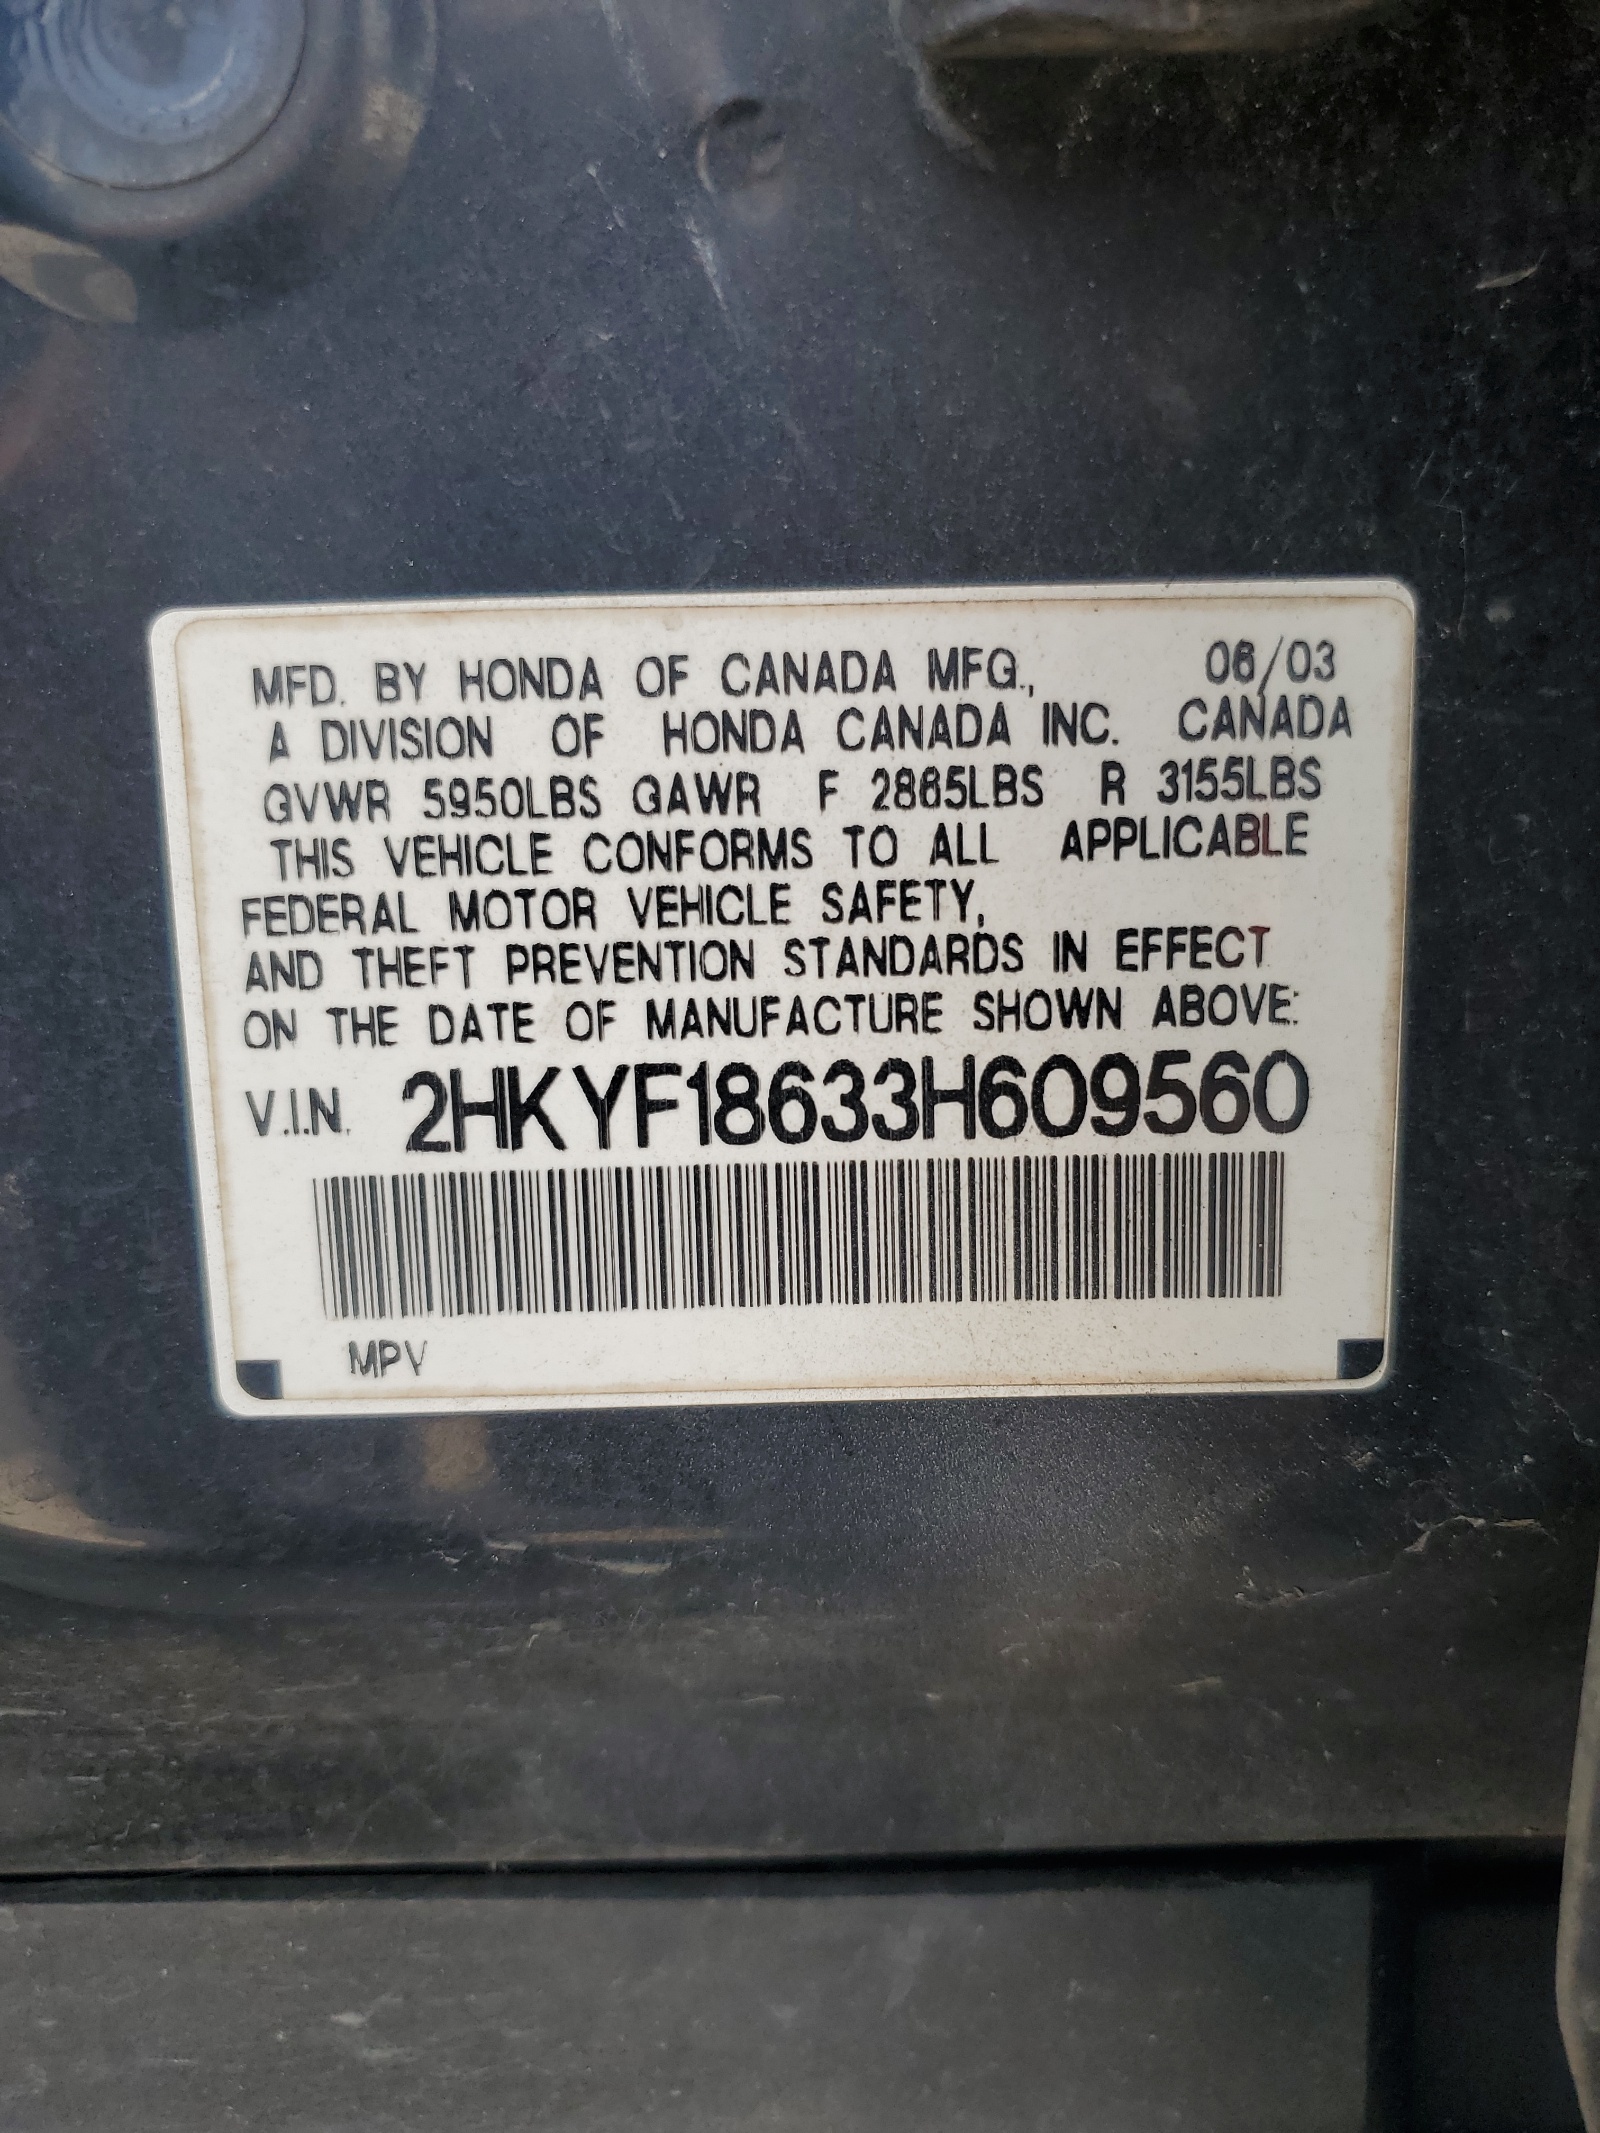 MFD. BY HONDA OF CANADA MFG., 06/03
A DIVISION OF HONDA CANADA INC. CANADA
GVWR 5950LBS GAWR F 2865LBS R 3155LBS
THIS VEHICLE CONFORMS TO ALL APPLICABLE
FEDERAL MOTOR VEHICLE SAFETY,
AND THEFT PREVENTION STANDARDS IN EFFECT
ON THE DATE OF MANUFACTURE SHOWN ABOVE:
V.I.N. 2HKYF18633H609560
MPV